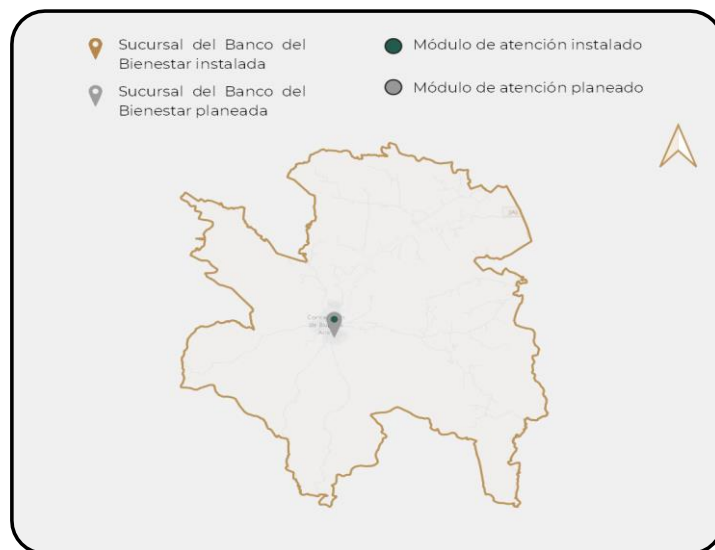 Sucursal del Banco del
Bienestar instalada
Sucursal del Banco del
Bienestar planeada
Módulo de atención instalado
Módulo de atención planeado